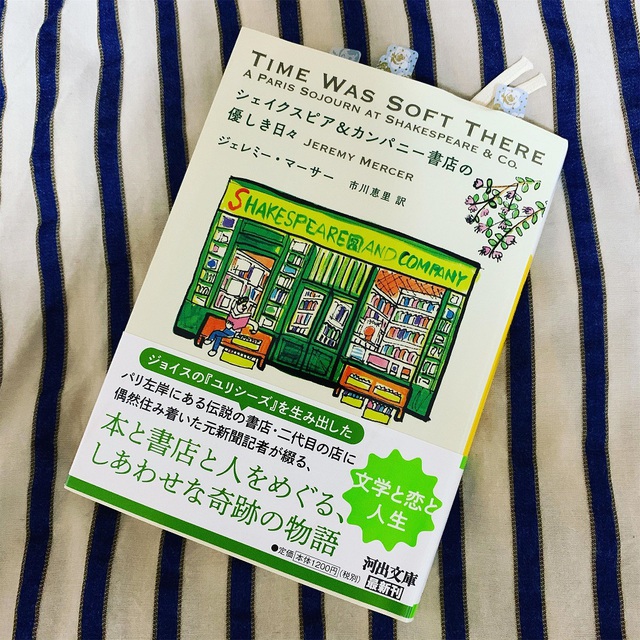 TIME WAS SOFT THERE
A PARIS SOJOURN AT SHAKESPEARE & CO.
シェイクスピア&カンパニー書店の
優しき日々 JEREMY MERCER
ジェレミー・マーサー 市川恵里 訳
SHAKESPEARE AND COMPANY
ジョイスの『ユリシーズ』を生み出した
パリ左岸にある伝説の書店・二代目の店に
偶然住み着いた元新聞記者が綴る、
本と書店と人をめぐる、
しあわせな奇跡の物語
文学と恋と
人生
●定価 本体1200円(税別)
河出文庫
最新刊